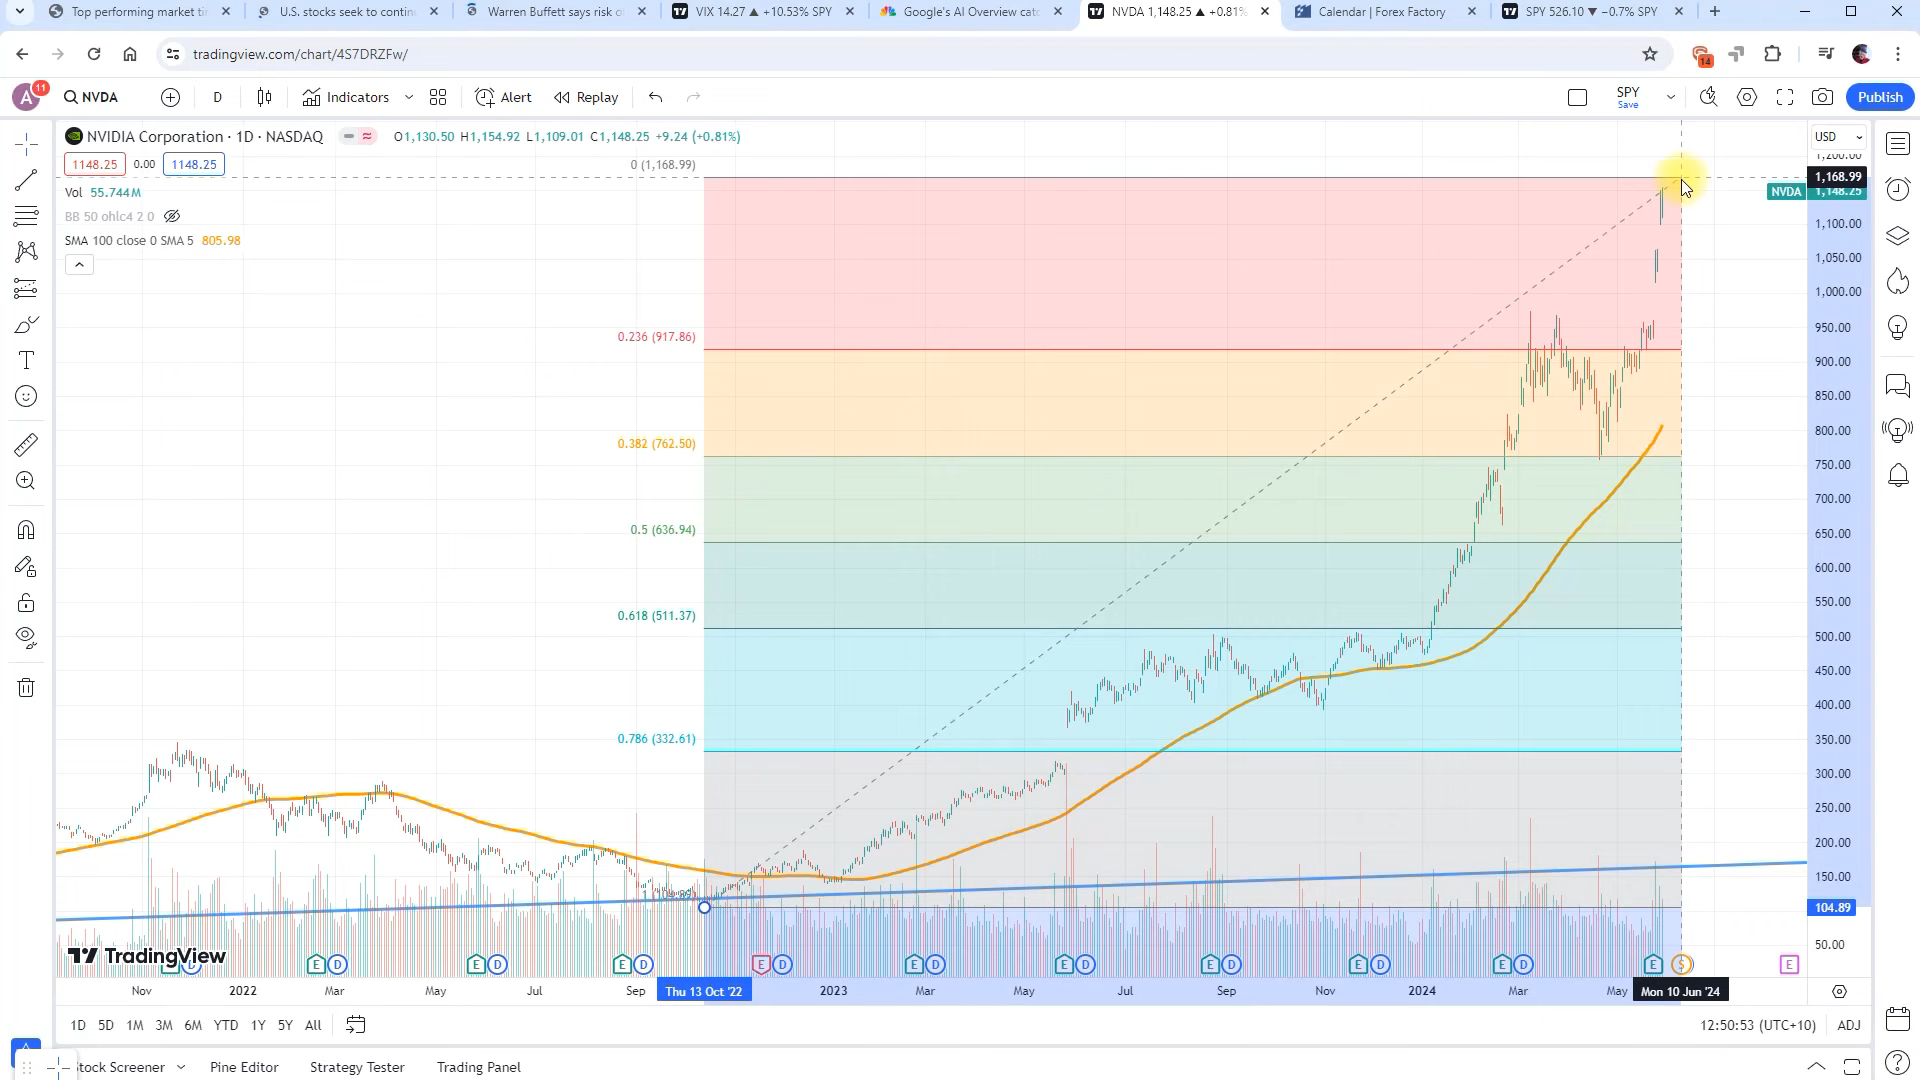 Top performing market ti
U.S. stocks seek to contin
Warren Buffett says risk o
VIX 14.27 ▲ +10.53% SPY
Google's AI Overview cat
NVDA 1,148.25 ▲ +0.81%
Calendar | Forex Factory
SPY 526.10 ▼ −0.7% SPY
tradingview.com/chart/4S7DRZFw/
14
A
11
NVDA
D
Indicators
Alert
Replay
SPY
Save
Publish
NVIDIA Corporation · 1D · NASDAQ
O1,130.50 H1,154.92 L1,109.01 C1,148.25 +9.24 (+0.81%)
USD
1148.25
0.00
1148.25
0 (1,168.99)
1,200.00
1,168.99
NVDA
1,148.25
Vol 55.744M
BB 50 ohlc4 2 0
SMA 100 close 0 SMA 5 805.98
1,100.00
1,050.00
1,000.00
950.00
0.236 (917.86)
900.00
850.00
800.00
0.382 (762.50)
750.00
700.00
650.00
0.5 (636.94)
600.00
550.00
0.618 (511.37)
500.00
450.00
400.00
0.786 (332.61)
350.00
300.00
250.00
200.00
150.00
104.89
50.00
TradingView
E D E D E D E D E D E D E D E D E D E S E
Nov
2022
Mar
May
Jul
Sep
Thu 13 Oct '22
2023
Mar
May
Jul
Sep
Nov
2024
Mar
May
Mon 10 Jun '24
1D 5D 1M 3M 6M YTD 1Y 5Y All
12:50:53 (UTC+10)
ADJ
Stock Screener
Pine Editor
Strategy Tester
Trading Panel